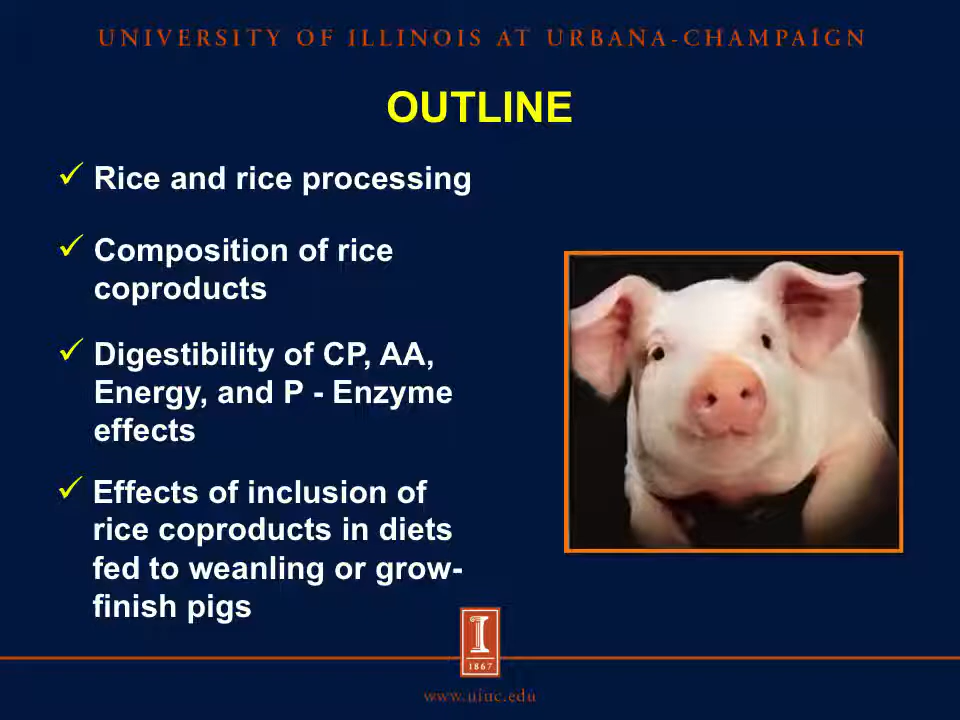 UNIVERSITY OF ILLINOIS AT URBANA-CHAMPAIGN
OUTLINE
Rice and rice processing
Composition of rice
coproducts
Digestibility of CP, AA,
Energy, and P - Enzyme
effects
Effects of inclusion of
rice coproducts in diets
fed to weanling or grow-
finish pigs
I
1867
www.uiuc.edu